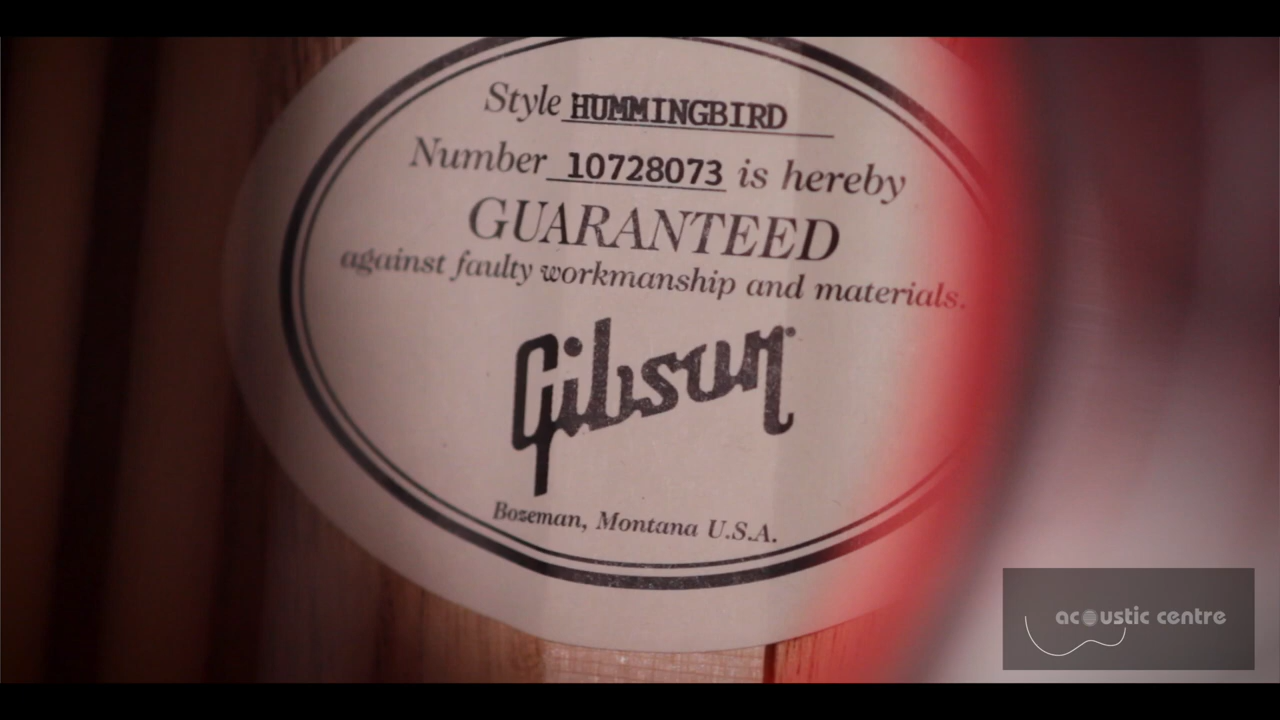 Style HUMMINGBIRD
Number 10728073 is hereby
GUARANTEED
against faulty workmanship and materials.
Gibson
Bozeman, Montana U.S.A.
acoustic centre